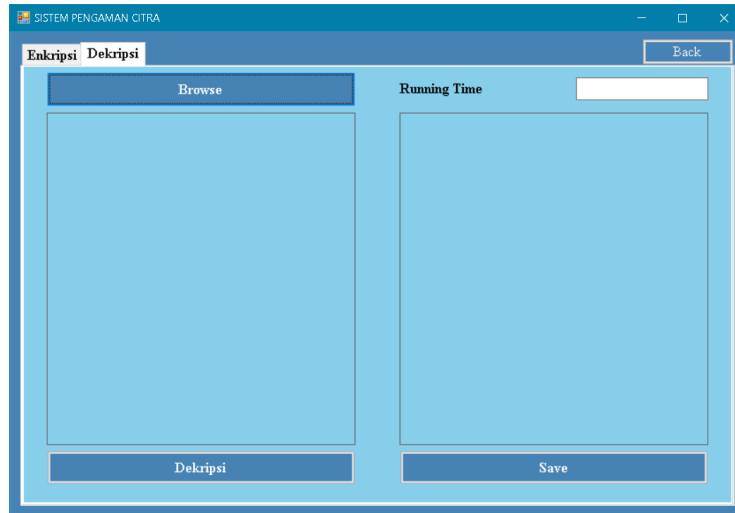 SISTEM PENGAMAN CITRA
Enkripsi Dekripsi Back
Browse Running Time
Dekripsi Save